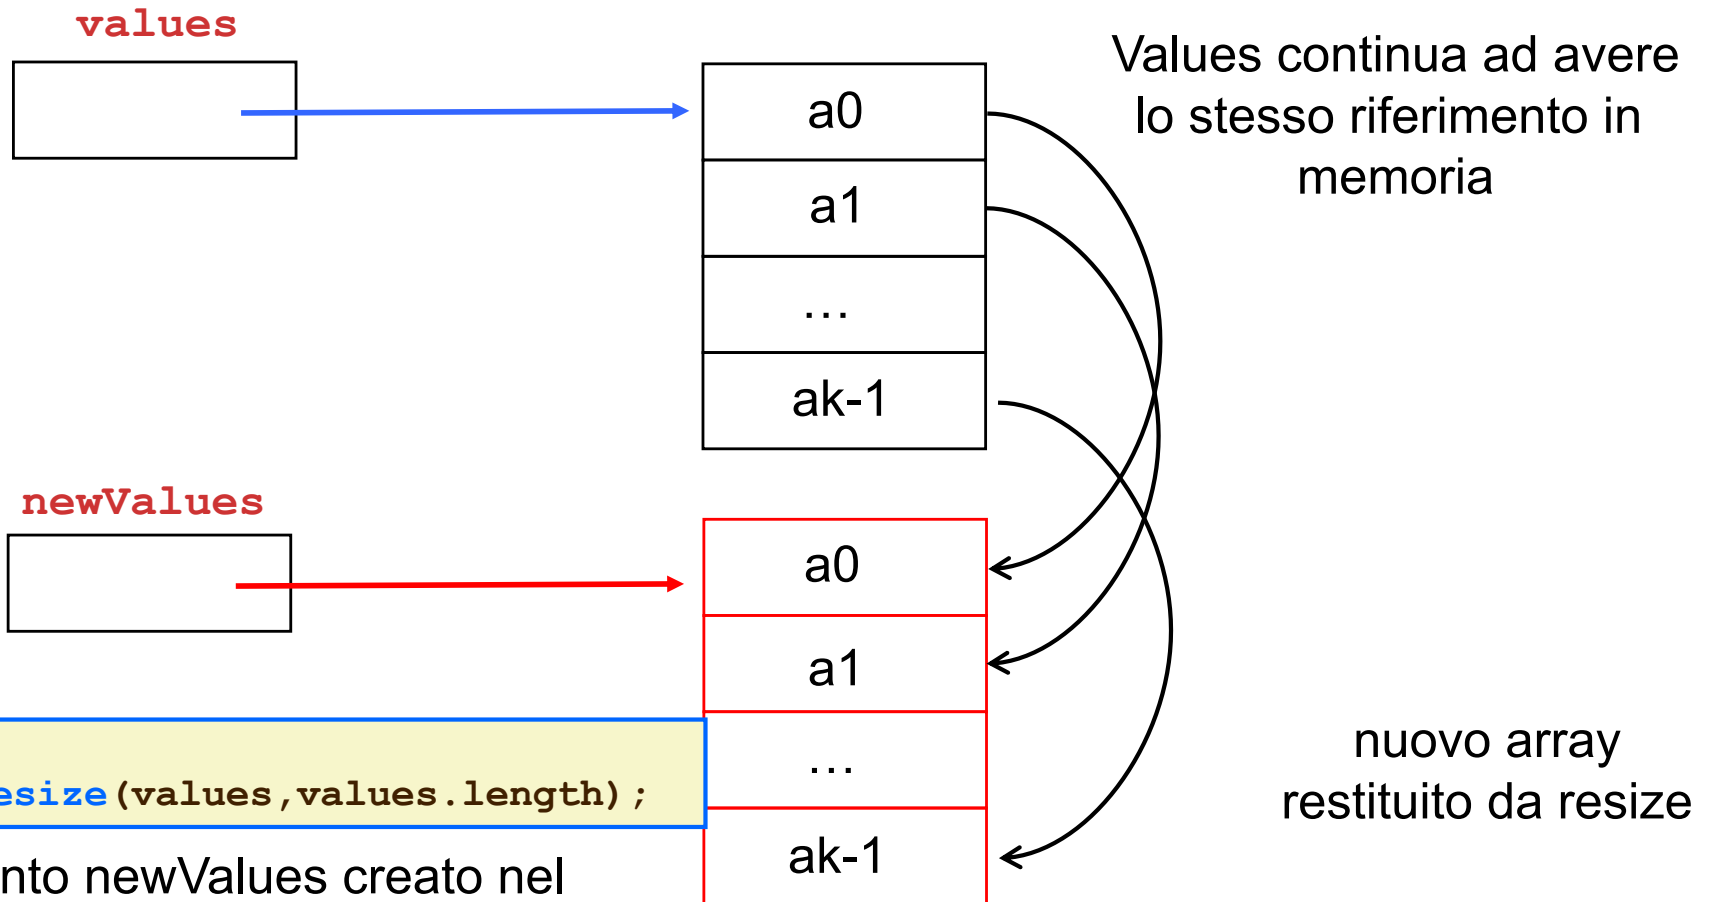 values
Values continua ad avere
lo stesso riferimento in
memoria
a0
a1
…
ak-1
newValues
a0
a1
…
ak-1
esize(values,values.length);
nto newValues creato nel
nuovo array
restituito da resize